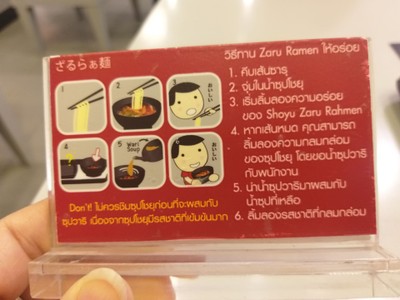 ざるらぁ麺
おいしい
Wari Soup
おいしい
Don't! ไม่ควรชิมซุปโชยุก่อนที่จะผสมกับ
ซุปวาริ เนื่องจากซุปโชยุมีรสชาติที่เข้มข้นมาก
วิธีทาน Zaru Ramen ให้อร่อย
1. คีบเส้นซารุ
2. จุ่มในน้ำซุปโชยุ
3. เริ่มลิ้มลองความอร่อย
ของ Shoyu Zaru Rahmen
4. หากเส้นหมด คุณสามารถ
ลิ้มลองความกลมกล่อม
ของซุปโชยุ โดยขอน้ำซุปวาริ
กับพนักงาน
5. นำน้ำซุปวาริมาผสมกับ
น้ำซุปที่เหลือ
6. ลิ้มลองรสชาติที่กลมกล่อม